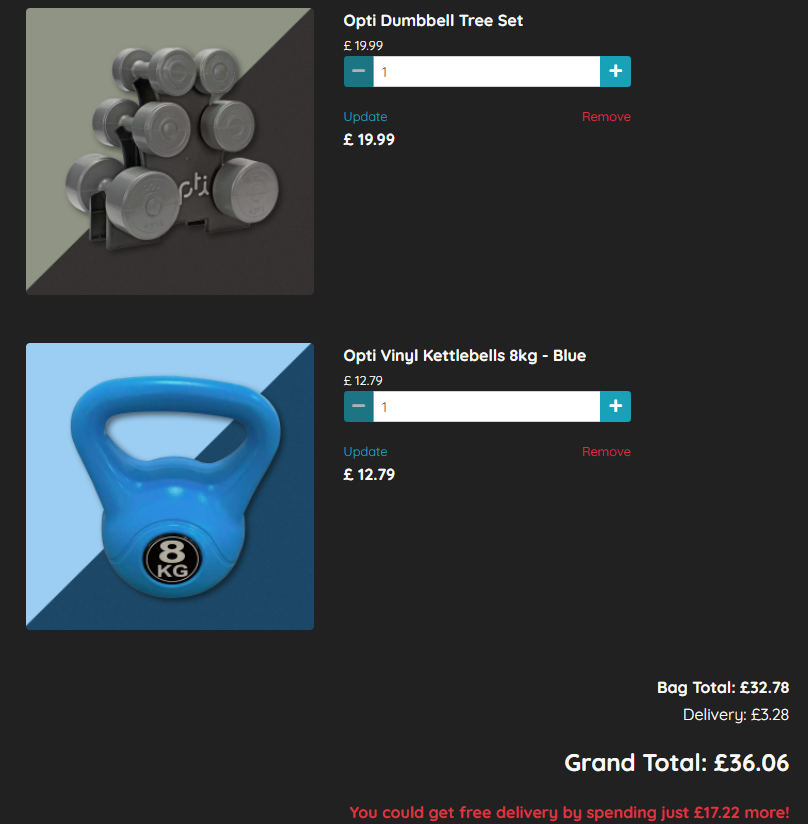 Opti Dumbbell Tree Set
£ 19.99
1
Update
Remove
£ 19.99
pti
Opti Vinyl Kettlebells 8kg - Blue
£ 12.79
1
Update
Remove
£ 12.79
8
KG
Bag Total: £32.78
Delivery: £3.28
Grand Total: £36.06
You could get free delivery by spending just £17.22 more!